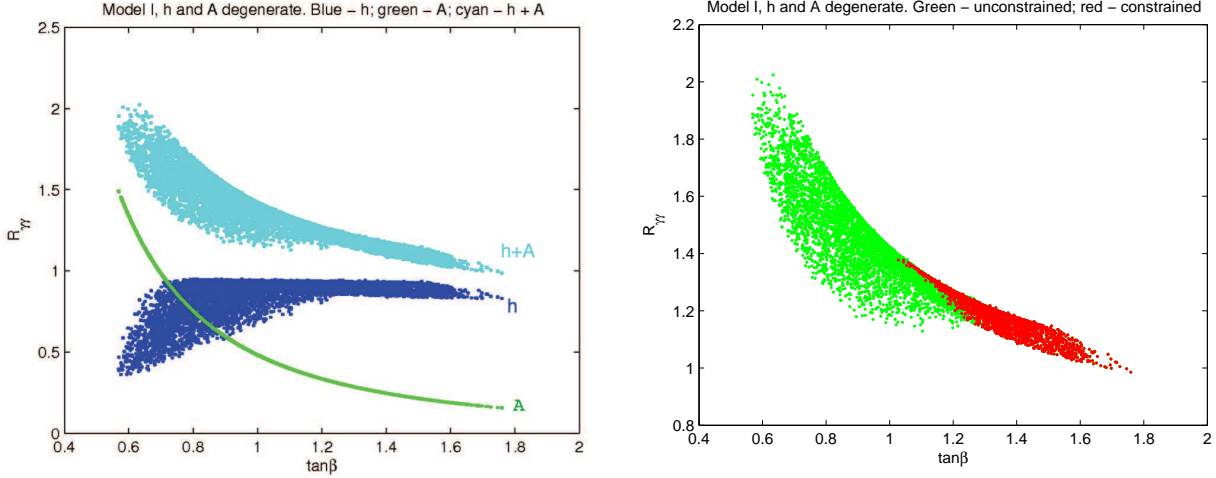 Model I, h and A degenerate. Blue − h; green − A; cyan − h + A
2.5
2
1.5
1
0.5
0
R_γγ
h+A
h
A
0.4 0.6 0.8 1 1.2 1.4 1.6 1.8 2
tanβ
Model I, h and A degenerate. Green − unconstrained; red − constrained
2.2
2
1.8
1.6
1.4
1.2
1
0.8
R_γγ
0.4 0.6 0.8 1 1.2 1.4 1.6 1.8 2
tanβ